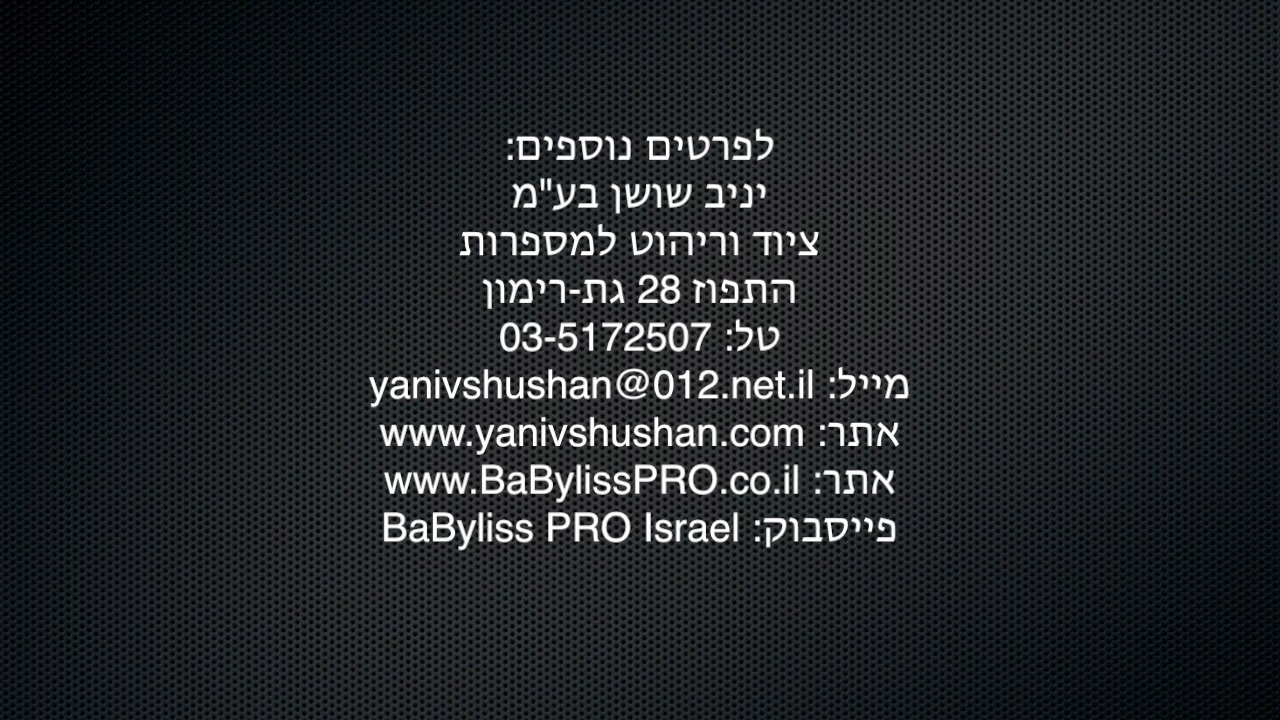 לפרטים נוספים:
יניב שושן בע"מ
ציוד וריהוט למספרות
התפוז 28 גת-רימון
טל: 03-5172507
מייל: yanivshushan@012.net.il
אתר: www.yanivshushan.com
אתר: www.BaBylissPRO.co.il
פייסבוק: BaByliss PRO Israel